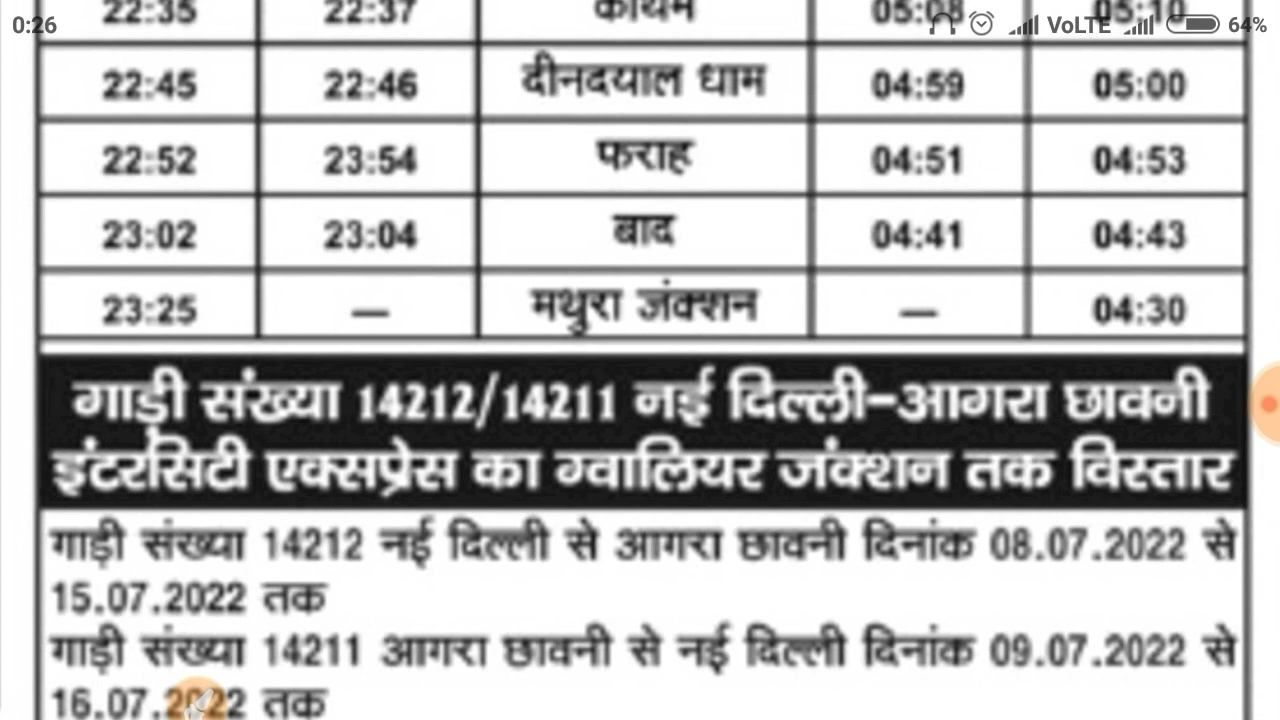 0:26 VoLTE 64%
22:35 22:37 05:08 05:10
22:45 22:46 दीनदयाल धाम 04:59 05:00
22:52 23:54 फराह 04:51 04:53
23:02 23:04 बाद 04:41 04:43
23:25 — मथुरा जंक्शन — 04:30
गाड़ी संख्या 14212/14211 नई दिल्ली-आगरा छावनी
इंटरसिटी एक्सप्रेस का ग्वालियर जंक्शन तक विस्तार
गाड़ी संख्या 14212 नई दिल्ली से आगरा छावनी दिनांक 08.07.2022 से
15.07.2022 तक
गाड़ी संख्या 14211 आगरा छावनी से नई दिल्ली दिनांक 09.07.2022 से
16.07.2022 तक